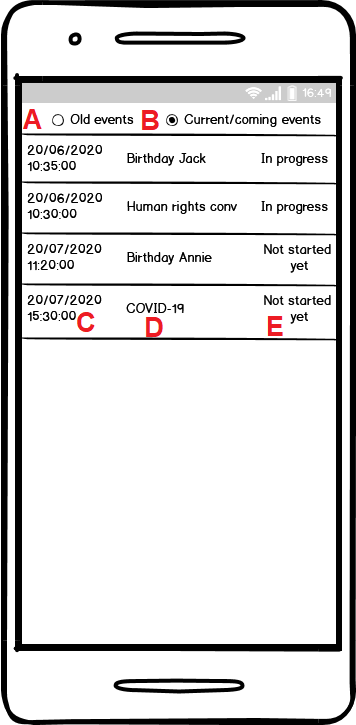 16:49
A Old events B Current/coming events
20/06/2020
10:35:00 Birthday Jack In progress
20/06/2020
10:30:00 Human rights conv In progress
20/07/2020 Not started
11:20:00 Birthday Annie yet
20/07/2020 Not started
15:30:00 COVID-19 yet
C D E